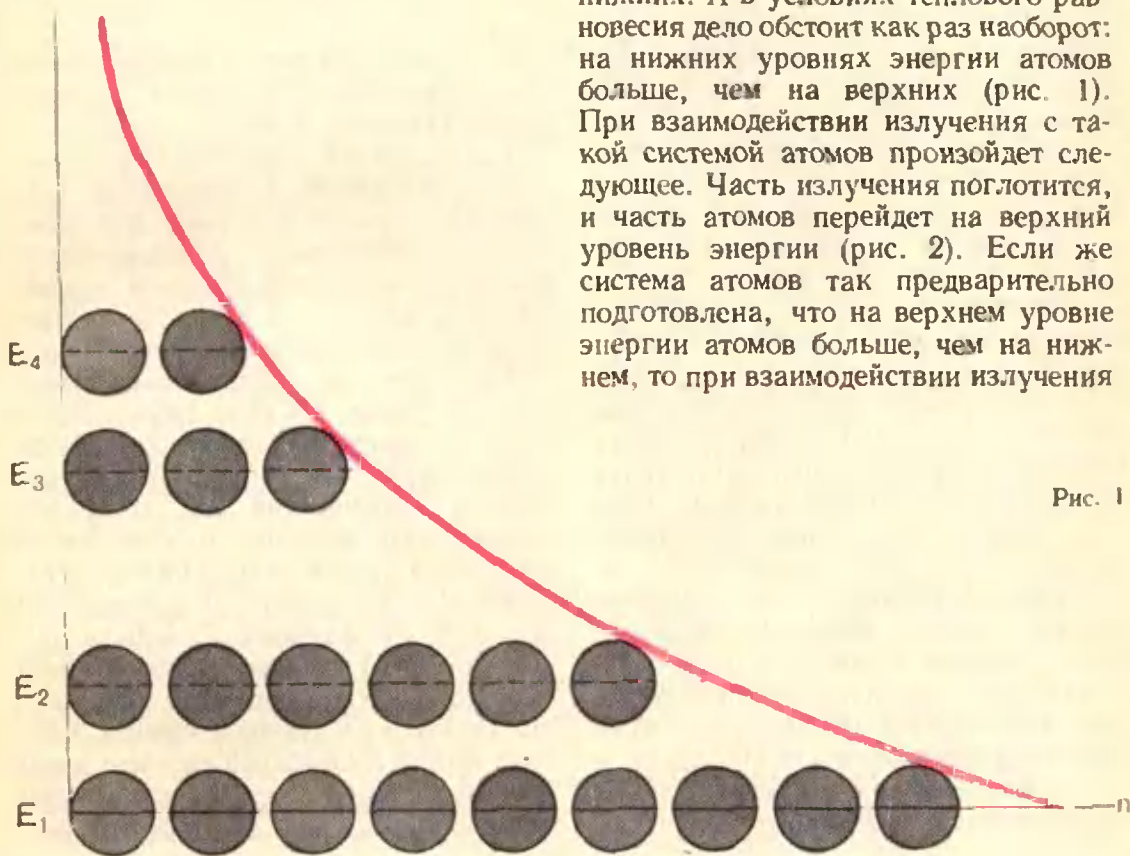 нижних. А в условиях теплового рав-
новесия дело обстоит как раз наоборот:
на нижних уровнях энергии атомов
больше, чем на верхних (рис. 1).
При взаимодействии излучения с та-
кой системой атомов произойдет сле-
дующее. Часть излучения поглотится,
и часть атомов перейдет на верхний
уровень энергии (рис. 2). Если же
система атомов так предварительно
подготовлена, что на верхнем уровне
энергии атомов больше, чем на ниж-
нем, то при взаимодействии излучения
Рис. 1
E₄
E₃
E₂
E₁
n